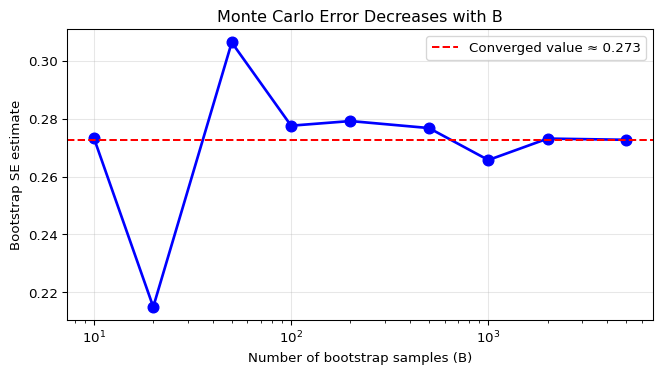 Monte Carlo Error Decreases with B
Converged value ≈ 0.273
Bootstrap SE estimate
0.30
0.28
0.26
0.24
0.22
10¹
10²
10³
Number of bootstrap samples (B)